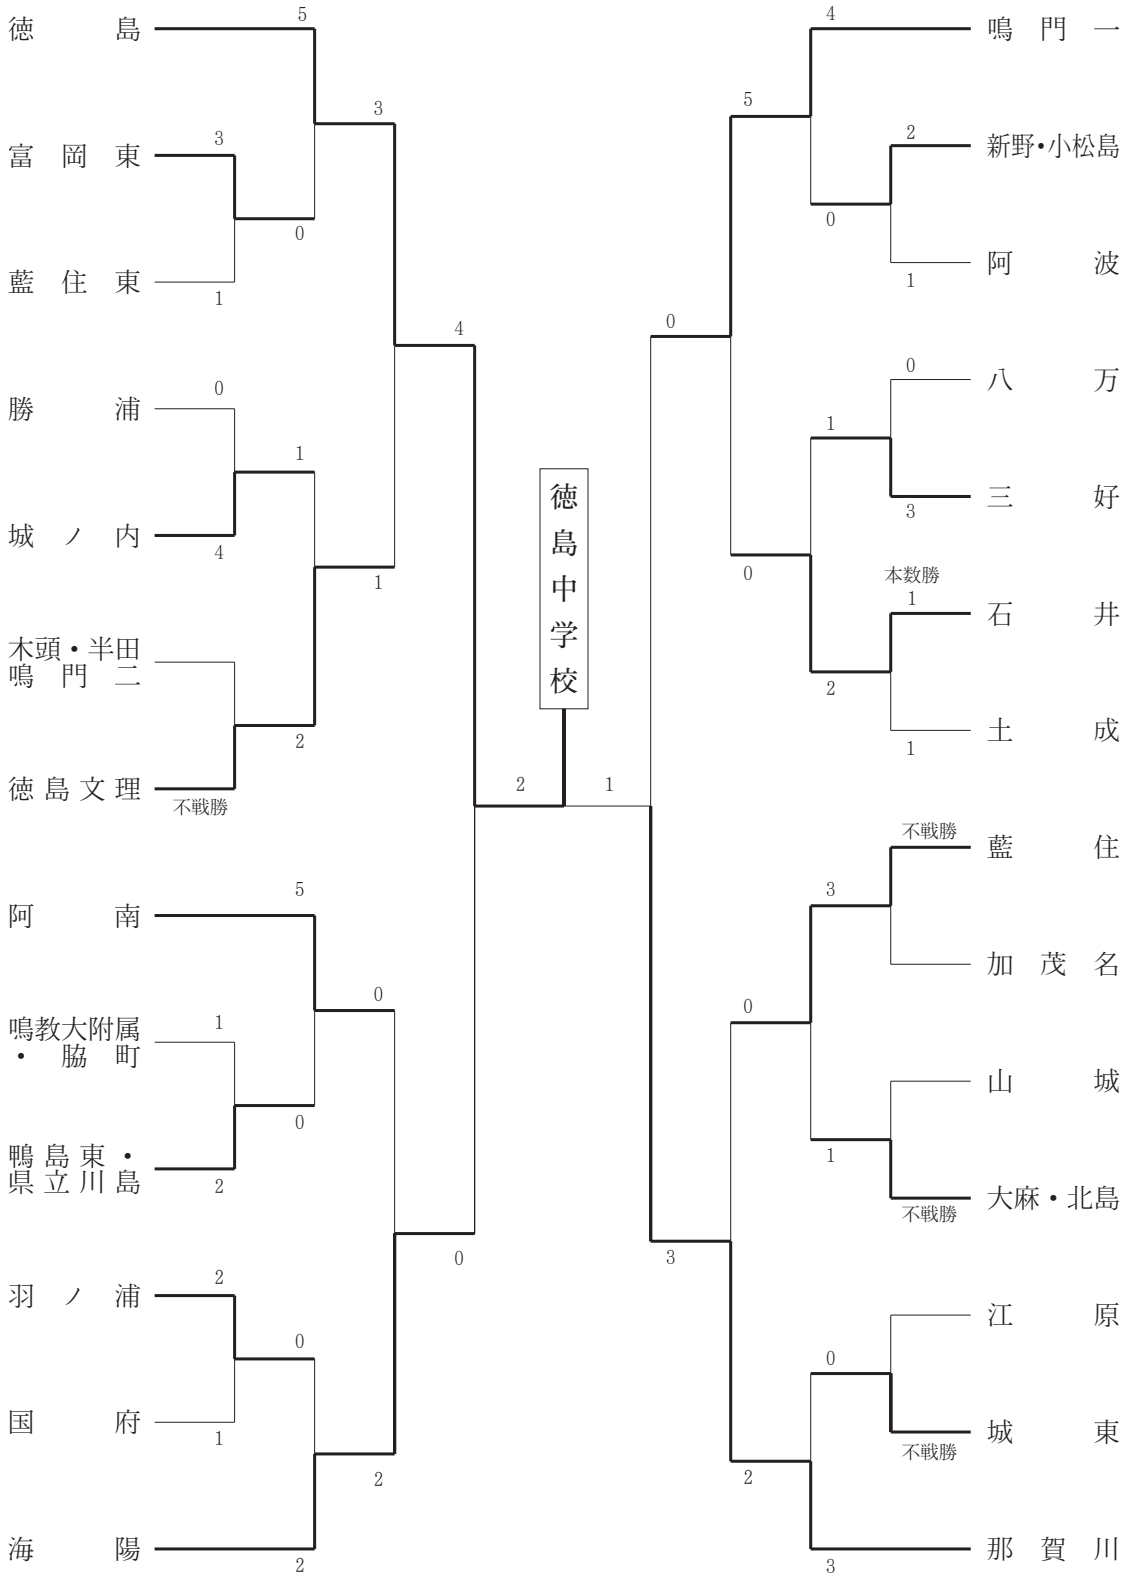 徳島
5
3
富岡東
3
0
藍住東
1
4
勝浦
0
1
城ノ内
4
1
木頭・半田
鳴門二
2
徳島文理
不戦勝
徳島中学校
2
1
阿南
5
0
鳴教大附属
・脇町
1
0
鴨島東・
県立川島
2
0
羽ノ浦
2
0
国府
1
2
海陽
2
4
鳴門一
5
2
新野・小松島
0
1
阿波
0
0
八万
1
3
三好
0
本数勝
1
石井
2
1
土成
不戦勝
藍住
3
加茂名
0
山城
1
不戦勝
大麻・北島
3
江原
0
不戦勝
城東
2
3
那賀川